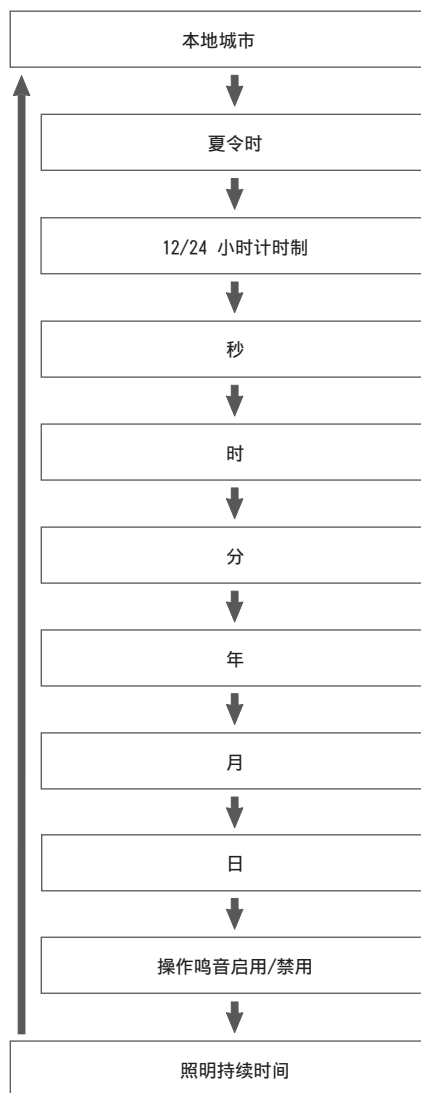 本地城市
夏令时
12/24 小时计时制
秒
时
分
年
月
日
操作鸣音启用/禁用
照明持续时间